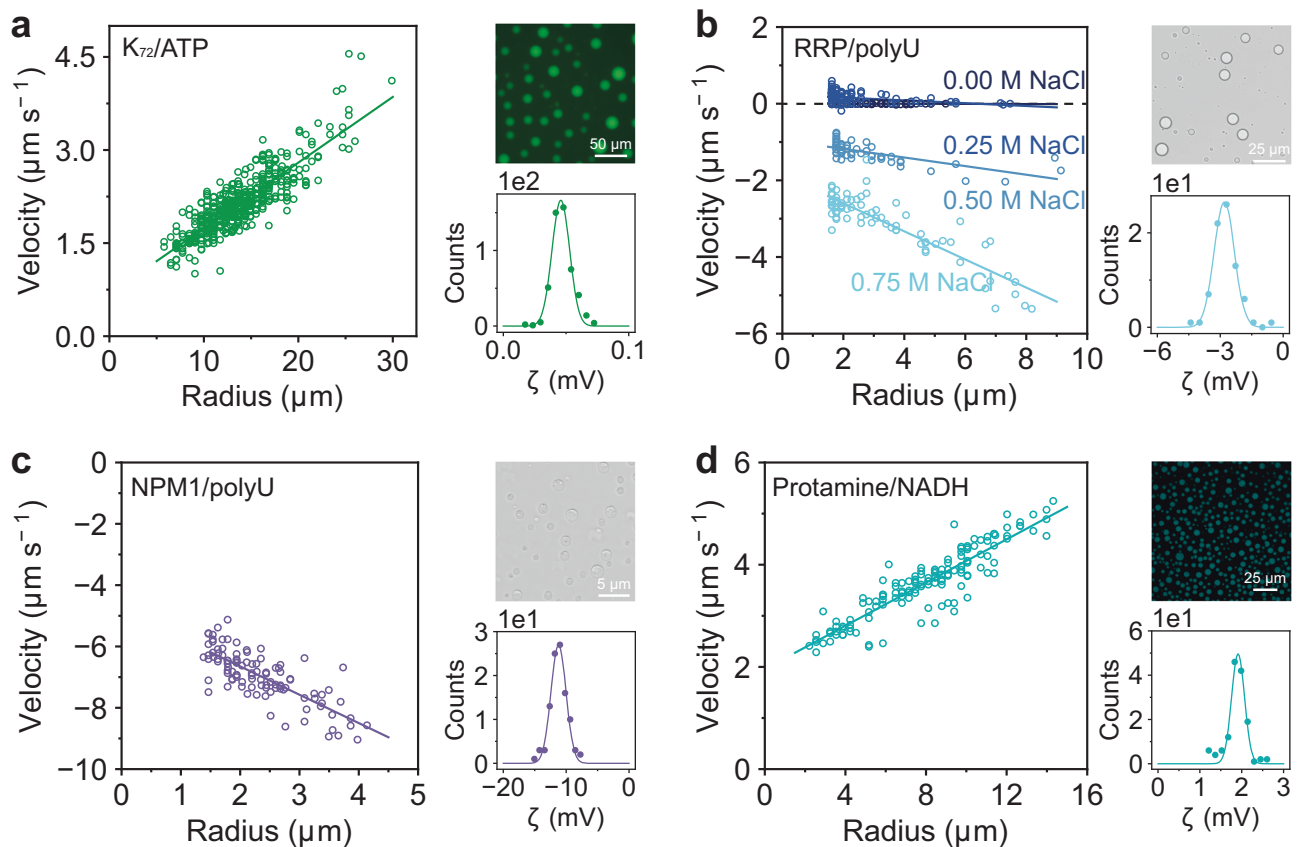 a
K₇₂/ATP
Velocity (µm s⁻¹)
4.5
3.0
1.5
0.0
0
10
20
30
Radius (µm)
50 µm
1e2
Counts
1
0
0.0
0.1
ζ (mV)
b
RRP/polyU
0.00 M NaCl
0.25 M NaCl
0.50 M NaCl
0.75 M NaCl
Velocity (µm s⁻¹)
2
0
−2
−4
−6
0
2
4
6
8
10
Radius (µm)
25 µm
1e1
Counts
2
0
−6
−3
0
ζ (mV)
c
NPM1/polyU
Velocity (µm s⁻¹)
0
−2
−4
−6
−8
−10
0
1
2
3
4
5
Radius (µm)
5 µm
1e1
Counts
3
2
1
0
−20
−10
0
ζ (mV)
d
Protamine/NADH
Velocity (µm s⁻¹)
6
4
2
0
0
4
8
12
16
Radius (µm)
25 µm
1e1
Counts
6
4
2
0
0
1
2
3
ζ (mV)